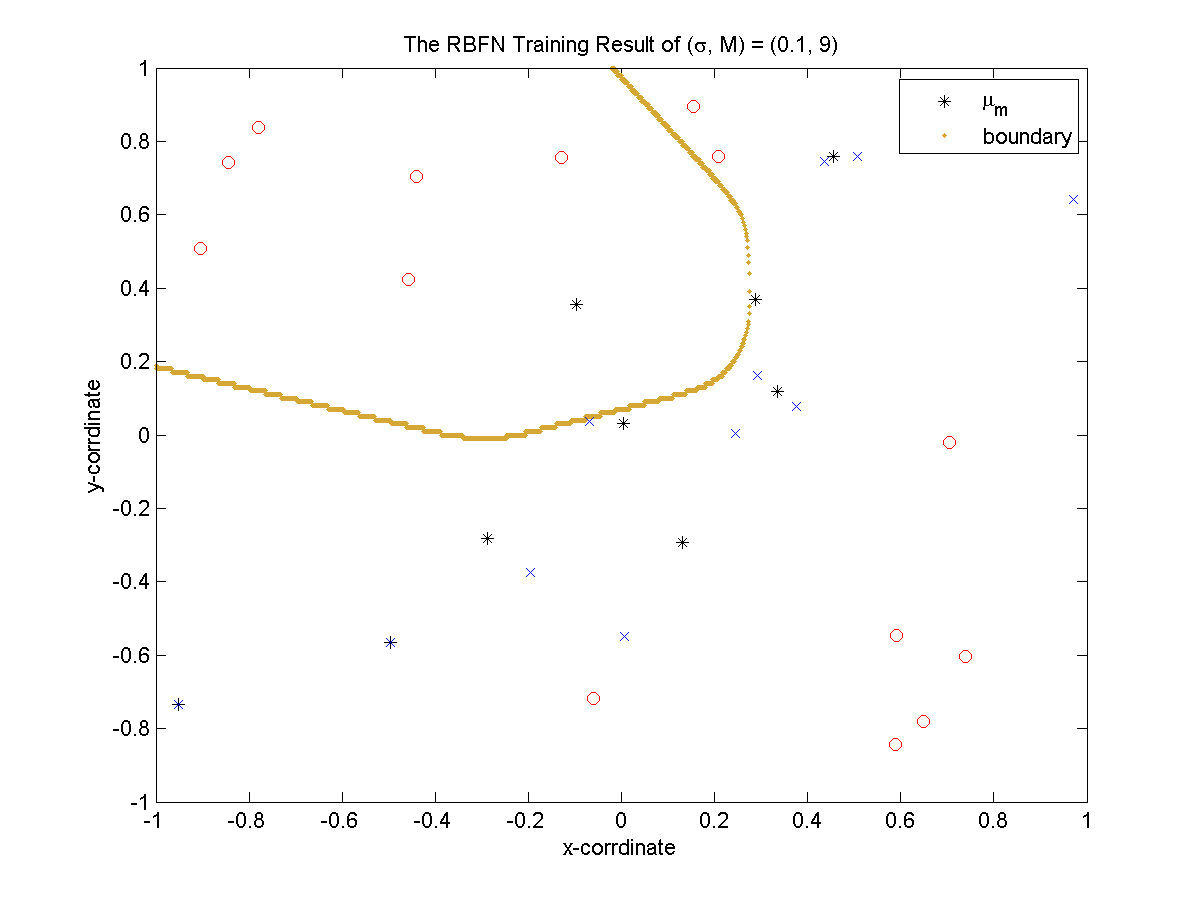 The RBFN Training Result of (σ, M) = (0.1, 9)
μm
boundary
1
0.8
0.6
0.4
0.2
0
-0.2
-0.4
-0.6
-0.8
-1
y-corrdinate
-1 -0.8 -0.6 -0.4 -0.2 0 0.2 0.4 0.6 0.8 1
x-corrdinate